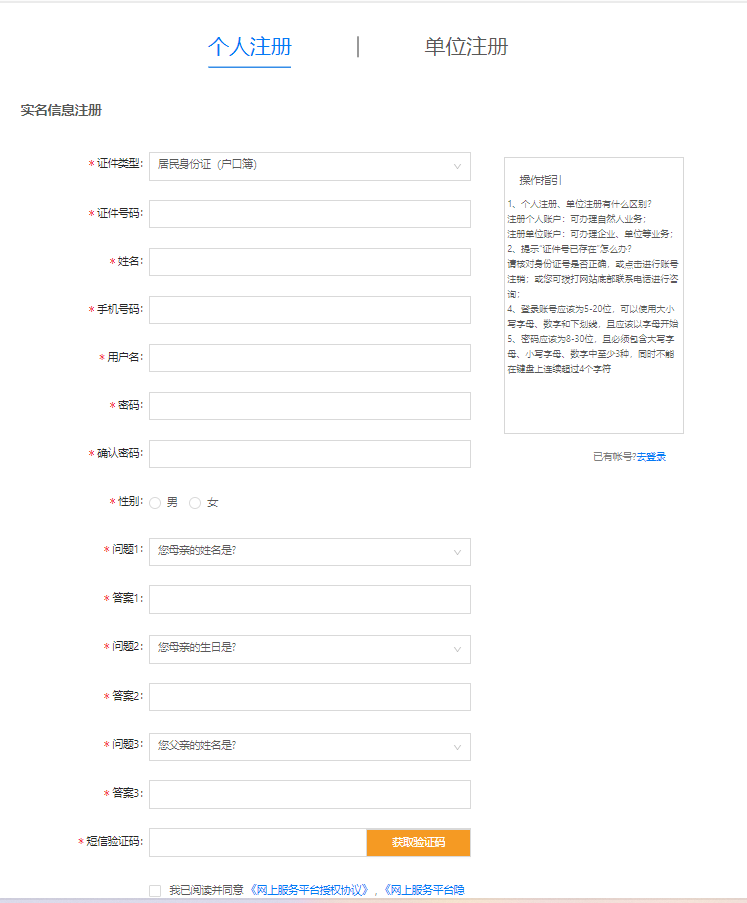 个人注册 | 单位注册
实名信息注册
* 证件类型: 居民身份证（户口簿）
* 证件号码:
* 姓名:
* 手机号码:
* 用户名:
* 密码:
* 确认密码:
* 性别: 男 女
* 问题1: 您母亲的姓名是?
* 答案1:
* 问题2: 您母亲的生日是?
* 答案2:
* 问题3: 您父亲的姓名是?
* 答案3:
* 短信验证码: 获取验证码
我已阅读并同意《网上服务平台授权协议》,《网上服务平台隐
操作指引
1、个人注册、单位注册有什么区别?
注册个人账户：可办理自然人业务;
注册单位账户：可办理企业、单位等业务;
2、提示"证件号已存在"怎么办?
请核对身份证号是否正确，或点击进行账号
注销；或您可拨打网站底部联系电话进行咨
询;
4、登录账号应该为5-20位，可以使用大小
写字母、数字和下划线，且应该以字母开始
5、密码应该为8-30位，且必须包含大写字
母、小写字母、数字中至少3种，同时不能
在键盘上连续超过4个字符
已有帐号?去登录